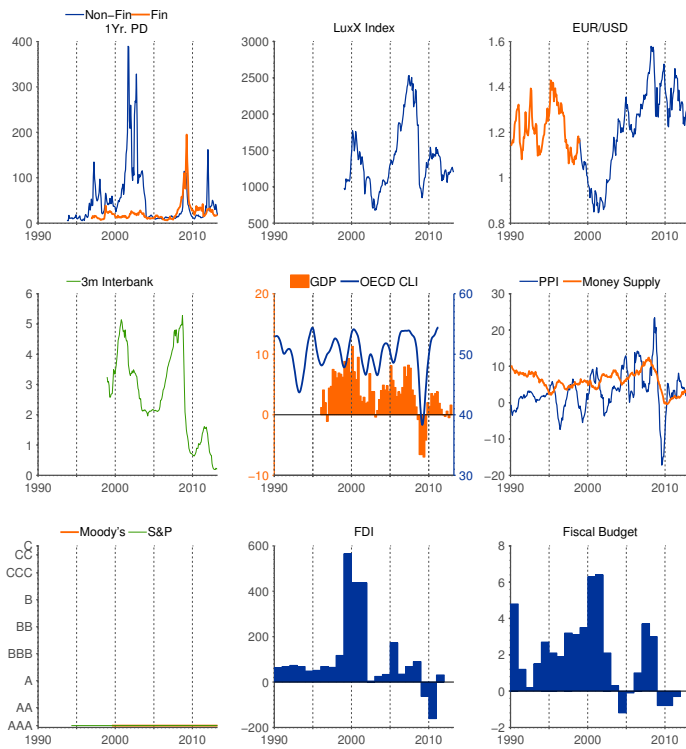 Non-Fin Fin
1Yr. PD
400
300
200
100
0
1990 2000 2010
LuxX Index
3000
2500
2000
1500
1000
500
1990 2000 2010
EUR/USD
1.6
1.4
1.2
1
0.8
1990 2000 2010
3m Interbank
6
5
4
3
2
1
0
1990 2000 2010
GDP OECD CLI
20 60
10 50
0 40
−10 30
1990 2000 2010
PPI Money Supply
30
20
10
0
−10
−20
1990 2000 2010
Moody's S&P
C
CC
CCC
B
BB
BBB
A
AA
AAA
1990 2000 2010
FDI
600
400
200
0
−200
1990 2000 2010
Fiscal Budget
8
6
4
2
0
−2
1990 2000 2010